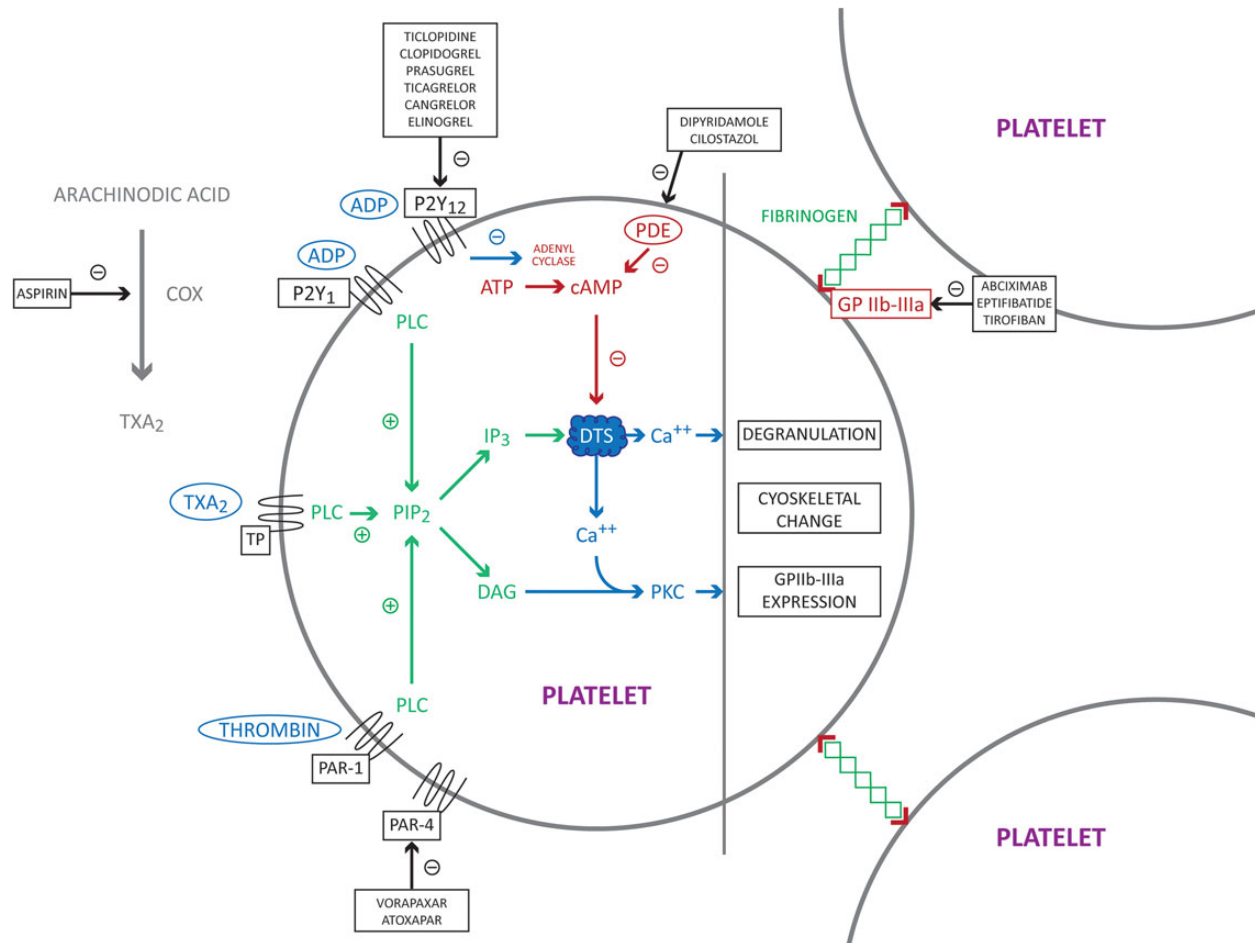 TICLOPIDINE
CLOPIDOGREL
PRASUGREL
TICAGRELOR
CANGRELOR
ELINOGREL
DIPYRIDAMOLE
CILOSTAZOL
PLATELET
ARACHINODIC ACID
ADP
P2Y12
⊖
⊖
FIBRINOGEN
ADP
⊖
ADENYL
CYCLASE
PDE
⊖
⊖
ASPIRIN
COX
P2Y1
ATP
cAMP
⊖
GP IIb-IIIa
⊖
ABCIXIMAB
EPTIFIBATIDE
TIROFIBAN
PLC
⊖
TXA2
⊕
IP3
DTS
Ca++
DEGRANULATION
TXA2
TP
PLC
⊕
PIP2
Ca++
CYOSKELETAL
CHANGE
DAG
PKC
GPIIb-IIIa
EXPRESSION
⊕
PLC
PLATELET
THROMBIN
PAR-1
PAR-4
⊖
VORAPAXAR
ATOXAPAR
PLATELET